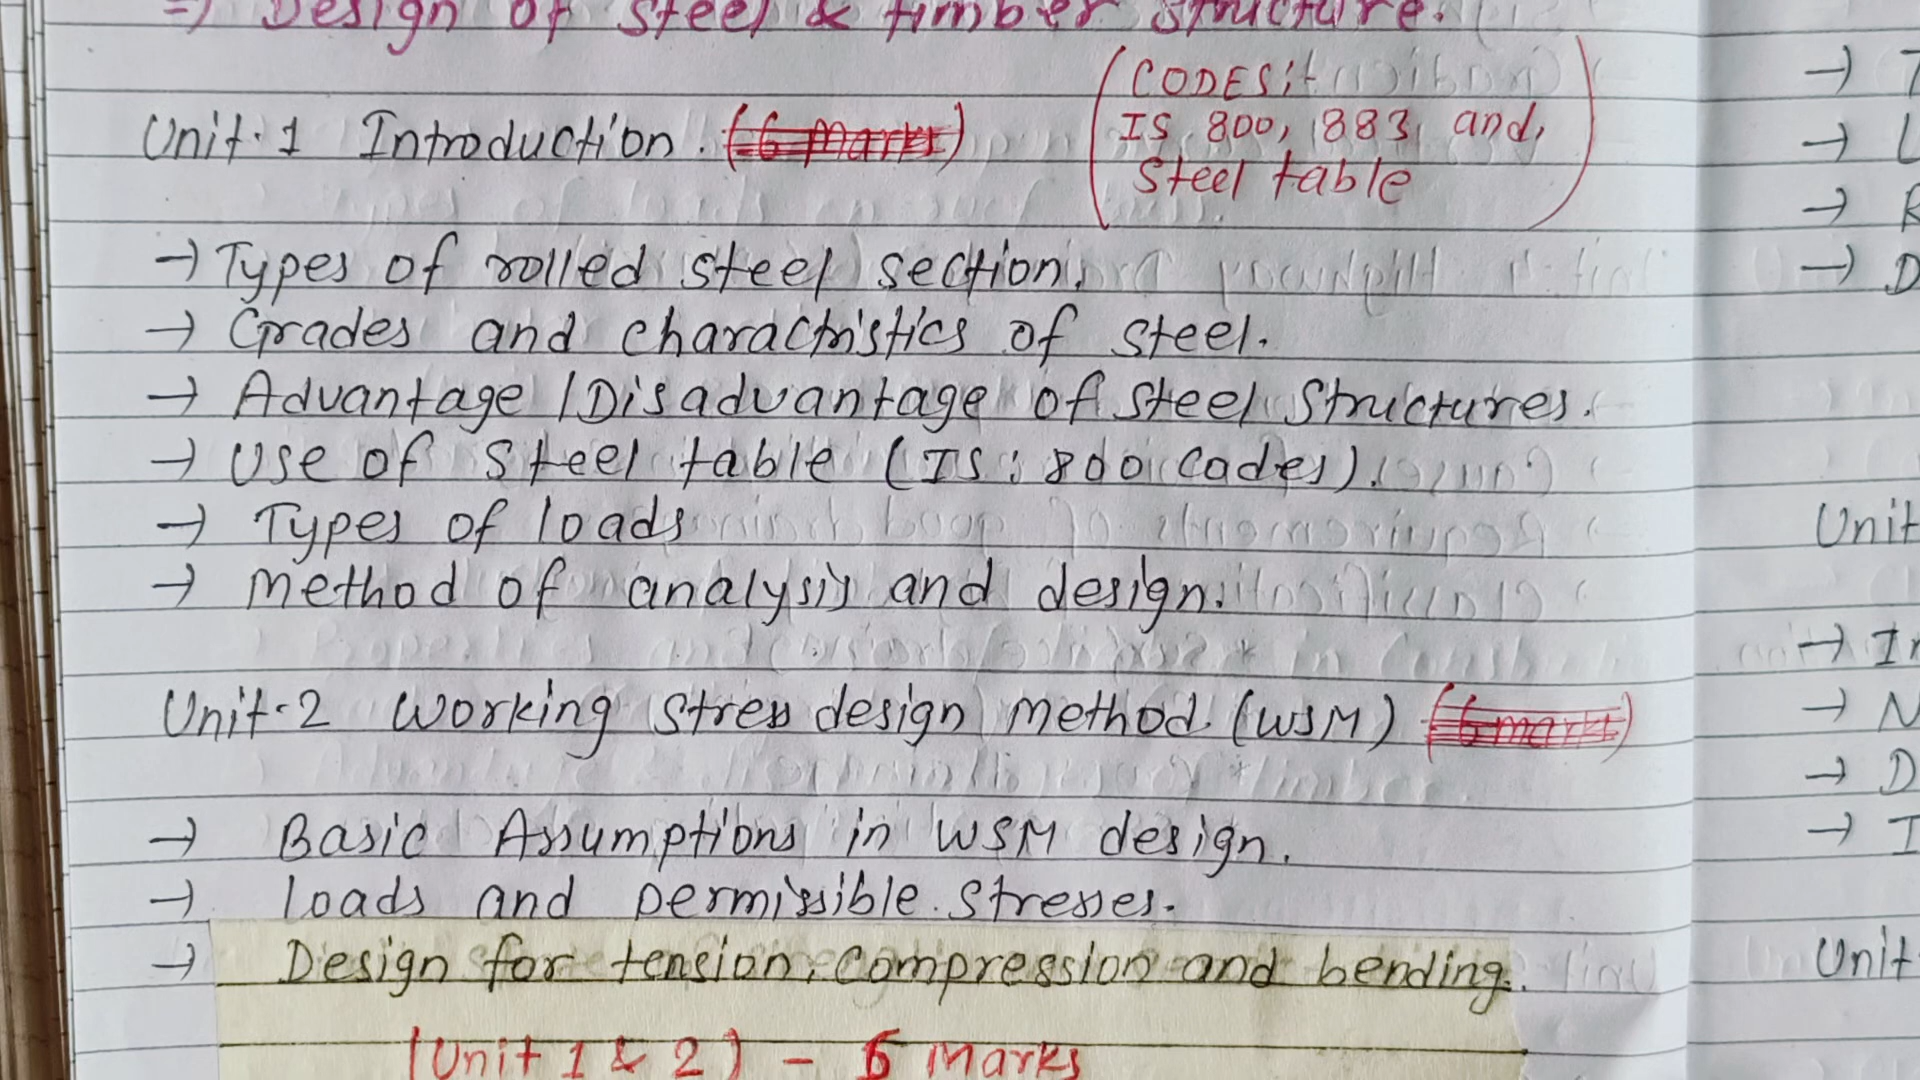 => Design of steel & timber structure.
(CODES:
IS 800, 883, and,
Steel table)
Unit-1 Introduction. (6 Marks)
→ Types of rolled steel section.
→ Grades and charactristics of steel.
→ Advantage / Disadvantage of steel structures.
→ Use of steel table (IS: 800 codes).
→ Types of loads
→ Method of analysis and design.
Unit-2 Working stress design method (WSM) (6 marks)
→ Basic Assumptions in WSM design.
→ loads and permissible stresses.
→ Design for tension, compression and bending.
(Unit 1 & 2) - 6 Marks
→
→
→
→ D
Unit
→
→ N
→ D
→ I
Unit